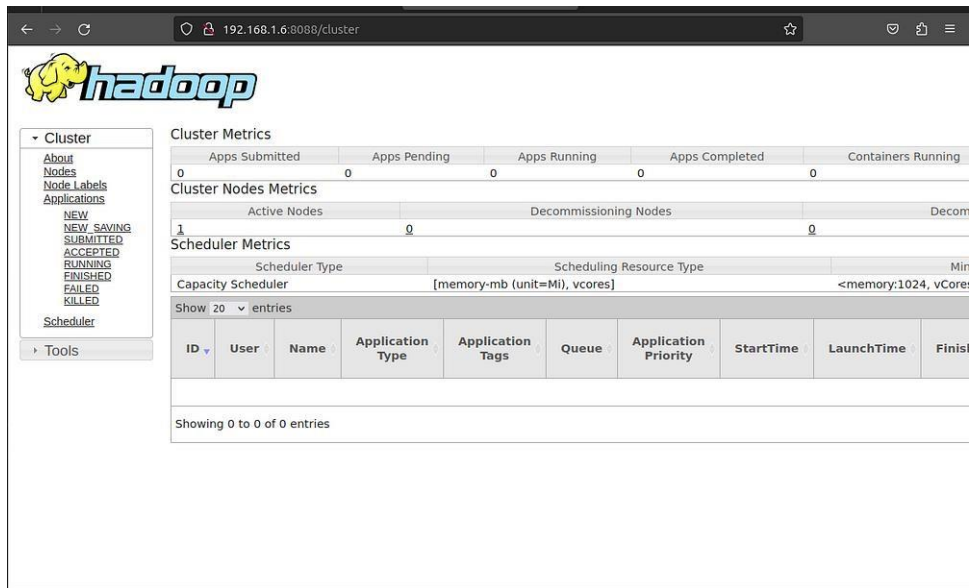 192.168.1.6:8088/cluster
hadoop
Cluster
About
Nodes
Node Labels
Applications
NEW
NEW_SAVING
SUBMITTED
ACCEPTED
RUNNING
FINISHED
FAILED
KILLED
Scheduler
Tools
Cluster Metrics
Apps Submitted Apps Pending Apps Running Apps Completed Containers Running
0 0 0 0 0
Cluster Nodes Metrics
Active Nodes Decommissioning Nodes Decom
1 0 0
Scheduler Metrics
Scheduler Type Scheduling Resource Type Min
Capacity Scheduler [memory-mb (unit=Mi), vcores] <memory:1024, vCores
Show 20 entries
ID User Name Application Type Application Tags Queue Application Priority StartTime LaunchTime Finish
Showing 0 to 0 of 0 entries